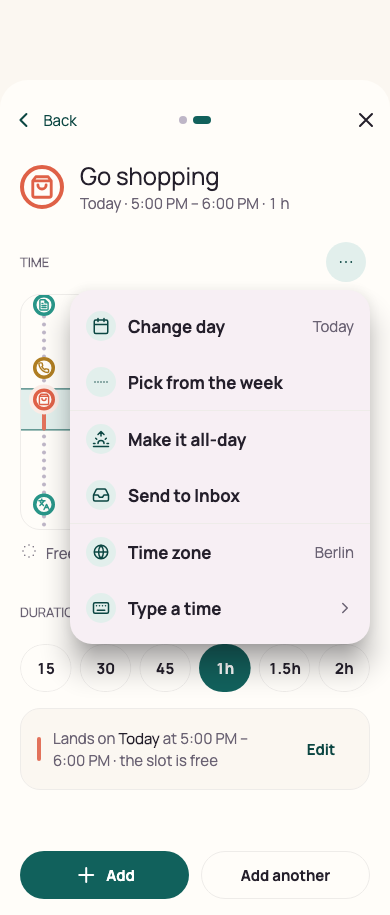 Back
Go shopping
Today · 5:00 PM – 6:00 PM · 1 h
TIME
Change day Today
Pick from the week
Make it all-day
Send to Inbox
Time zone Berlin
Type a time
15 30 45 1h 1.5h 2h
Lands on Today at 5:00 PM –
6:00 PM · the slot is free
Edit
Add
Add another